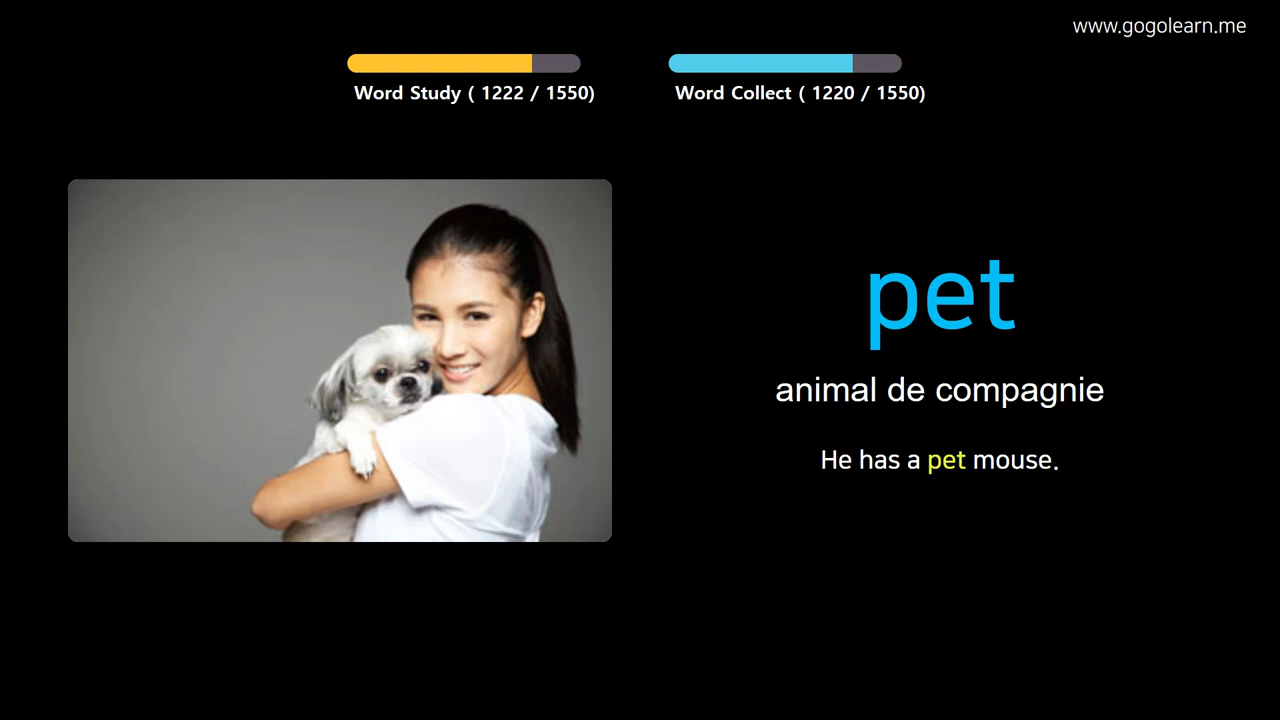 www.gogolearn.me
Word Study ( 1222 / 1550)
Word Collect ( 1220 / 1550)
pet
animal de compagnie
He has a pet mouse.